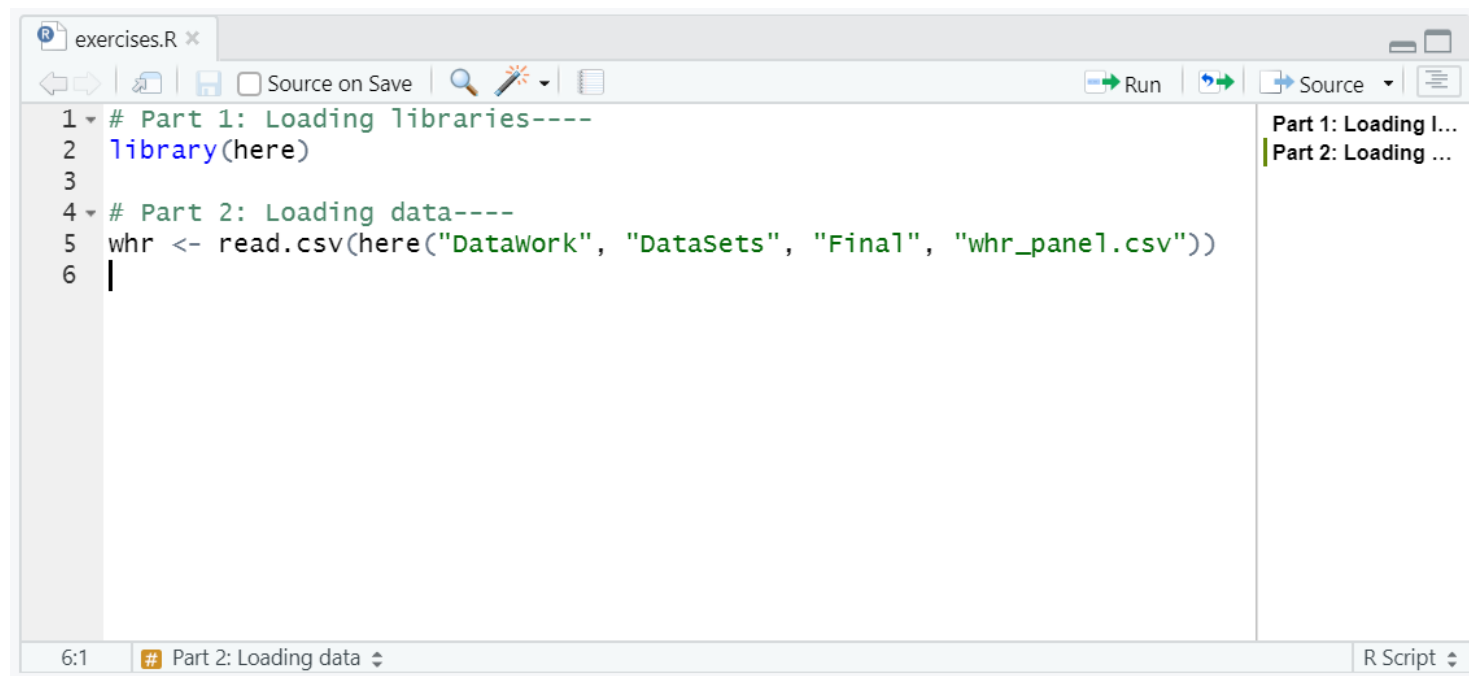 exercises.R
Source on Save Run Source
1 # Part 1: Loading libraries----
2 library(here)
3
4 # Part 2: Loading data----
5 whr <- read.csv(here("DataWork", "DataSets", "Final", "whr_panel.csv"))
6
Part 1: Loading l...
Part 2: Loading ...
6:1 # Part 2: Loading data R Script